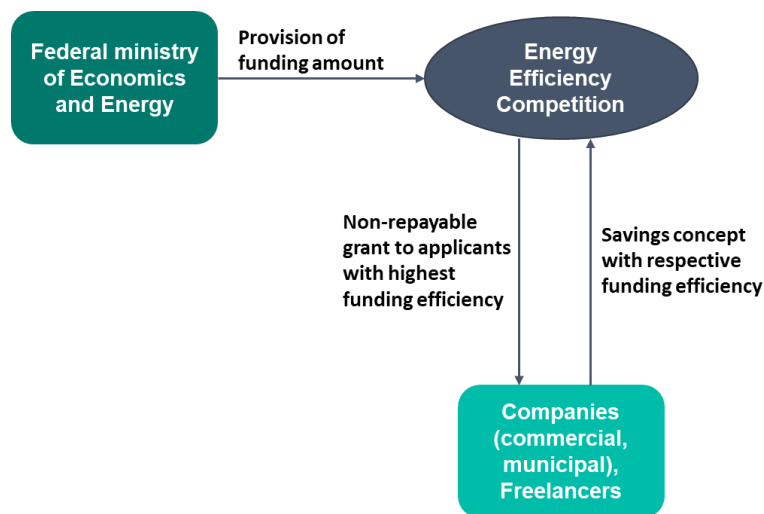 Federal ministry
of Economics
and Energy
Provision of
funding amount
Energy
Efficiency
Competition
Non-repayable
grant to applicants
with highest
funding efficiency
Savings concept
with respective
funding efficiency
Companies
(commercial,
municipal),
Freelancers